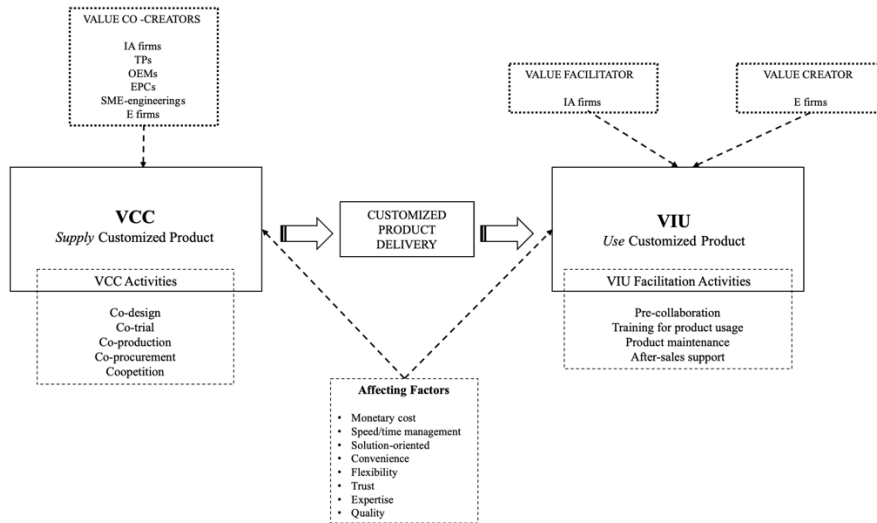 VALUE CO -CREATORS
IA firms
TPs
OEMs
EPCs
SME-engineerings
E firms
VALUE FACILITATOR
IA firms
VALUE CREATOR
E firms
VCC
Supply Customized Product
CUSTOMIZED
PRODUCT
DELIVERY
VIU
Use Customized Product
VCC Activities
Co-design
Co-trial
Co-production
Co-procurement
Coopetition
VIU Facilitation Activities
Pre-collaboration
Training for product usage
Product maintenance
After-sales support
Affecting Factors
• Monetary cost
• Speed/time management
• Solution-oriented
• Convenience
• Flexibility
• Trust
• Expertise
• Quality